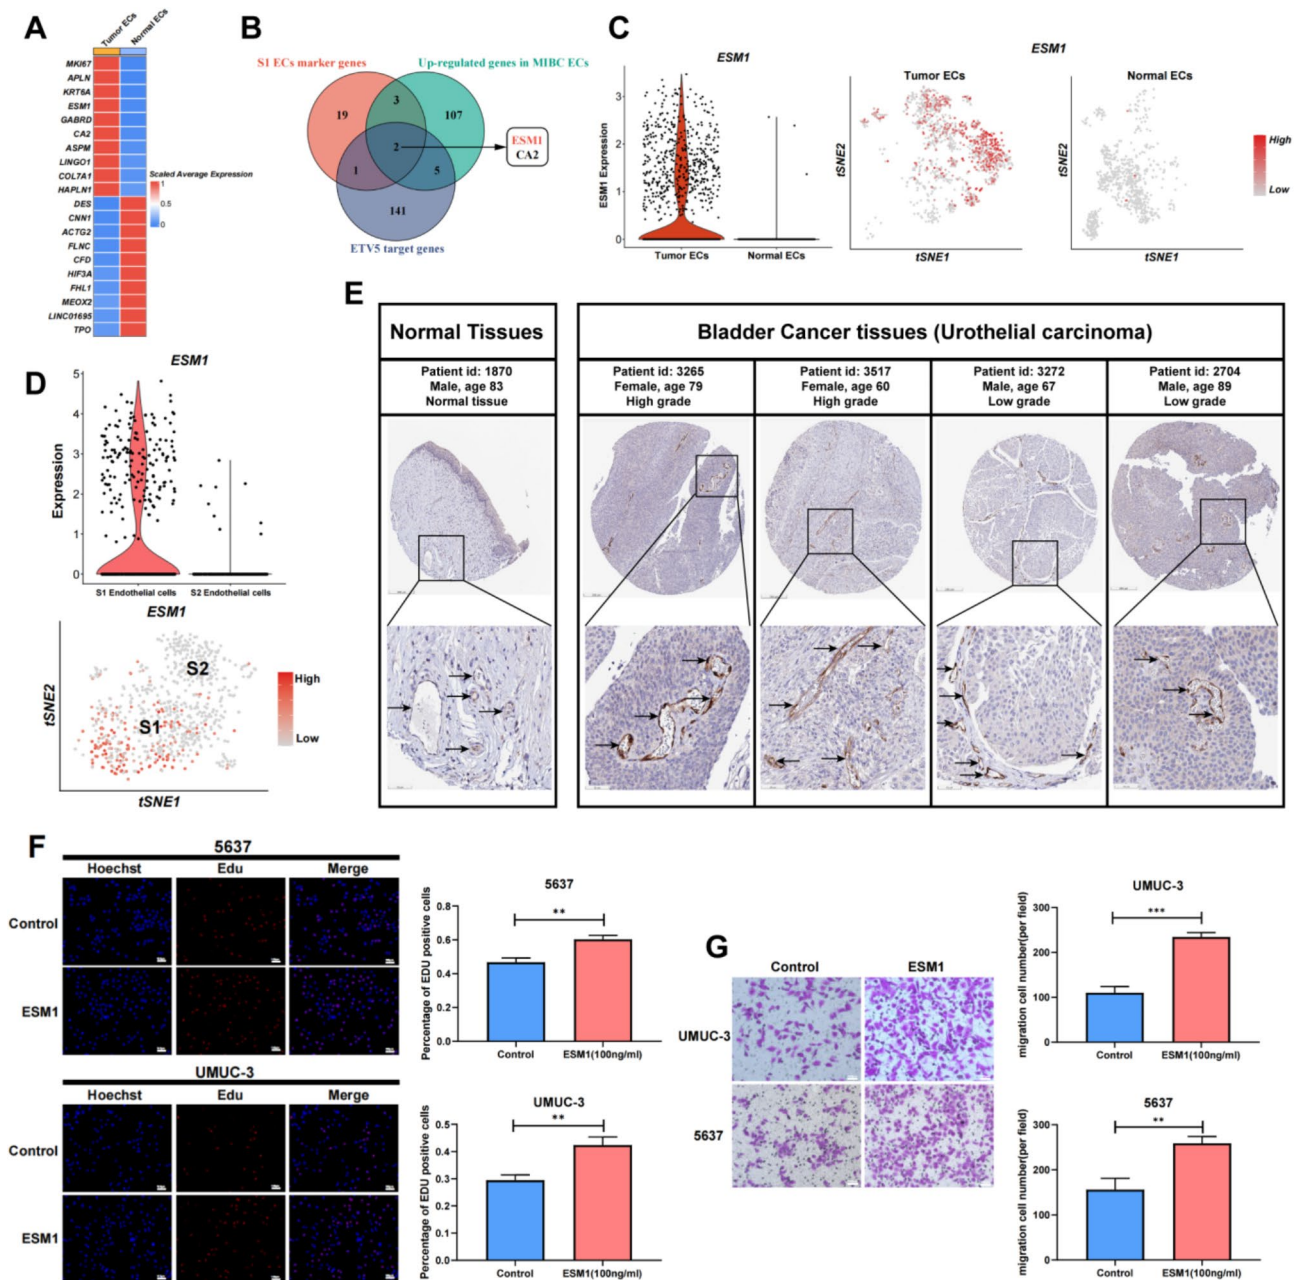 A
Tumor ECs
Normal ECs
MKI67
APLN
KRT6A
ESM1
GABRD
CA2
ASPM
LINGO1
COL7A1
HAPLN1
DES
CNN1
ACTG2
FLNC
CFD
HIF3A
FHL1
MEOX2
LINC01695
TPO
Scaled Average Expression
1
0.5
0
B
S1 ECs marker genes
Up-regulated genes in MIBC ECs
19
3
107
2
1
5
141
ESM1
CA2
ETV5 target genes
C
ESM1
ESM1 Expression
3
2
1
0
Tumor ECs
Normal ECs
ESM1
Tumor ECs
Normal ECs
tSNE2
tSNE1
tSNE2
tSNE1
High
Low
D
ESM1
Expression
5
4
3
2
1
0
S1 Endothelial cells
S2 Endothelial cells
ESM1
S2
S1
tSNE2
tSNE1
High
Low
E
Normal Tissues
Bladder Cancer tissues (Urothelial carcinoma)
Patient id: 1870
Male, age 83
Normal tissue
Patient id: 3265
Female, age 79
High grade
Patient id: 3517
Female, age 60
High grade
Patient id: 3272
Male, age 67
Low grade
Patient id: 2704
Male, age 89
Low grade
F
5637
Hoechst
Edu
Merge
Control
ESM1
UMUC-3
Hoechst
Edu
Merge
Control
ESM1
5637
Percentage of EDU positive cells
0.8
0.6
0.4
0.2
0.0
**
Control
ESM1(100ng/ml)
UMUC-3
Percentage of EDU positive cells
0.5
0.4
0.3
0.2
0.1
0.0
**
Control
ESM1(100ng/ml)
G
Control
ESM1
UMUC-3
5637
UMUC-3
migration cell number(per field)
300
200
100
0
***
Control
ESM1(100ng/ml)
5637
migration cell number(per field)
300
200
100
0
**
Control
ESM1(100ng/ml)